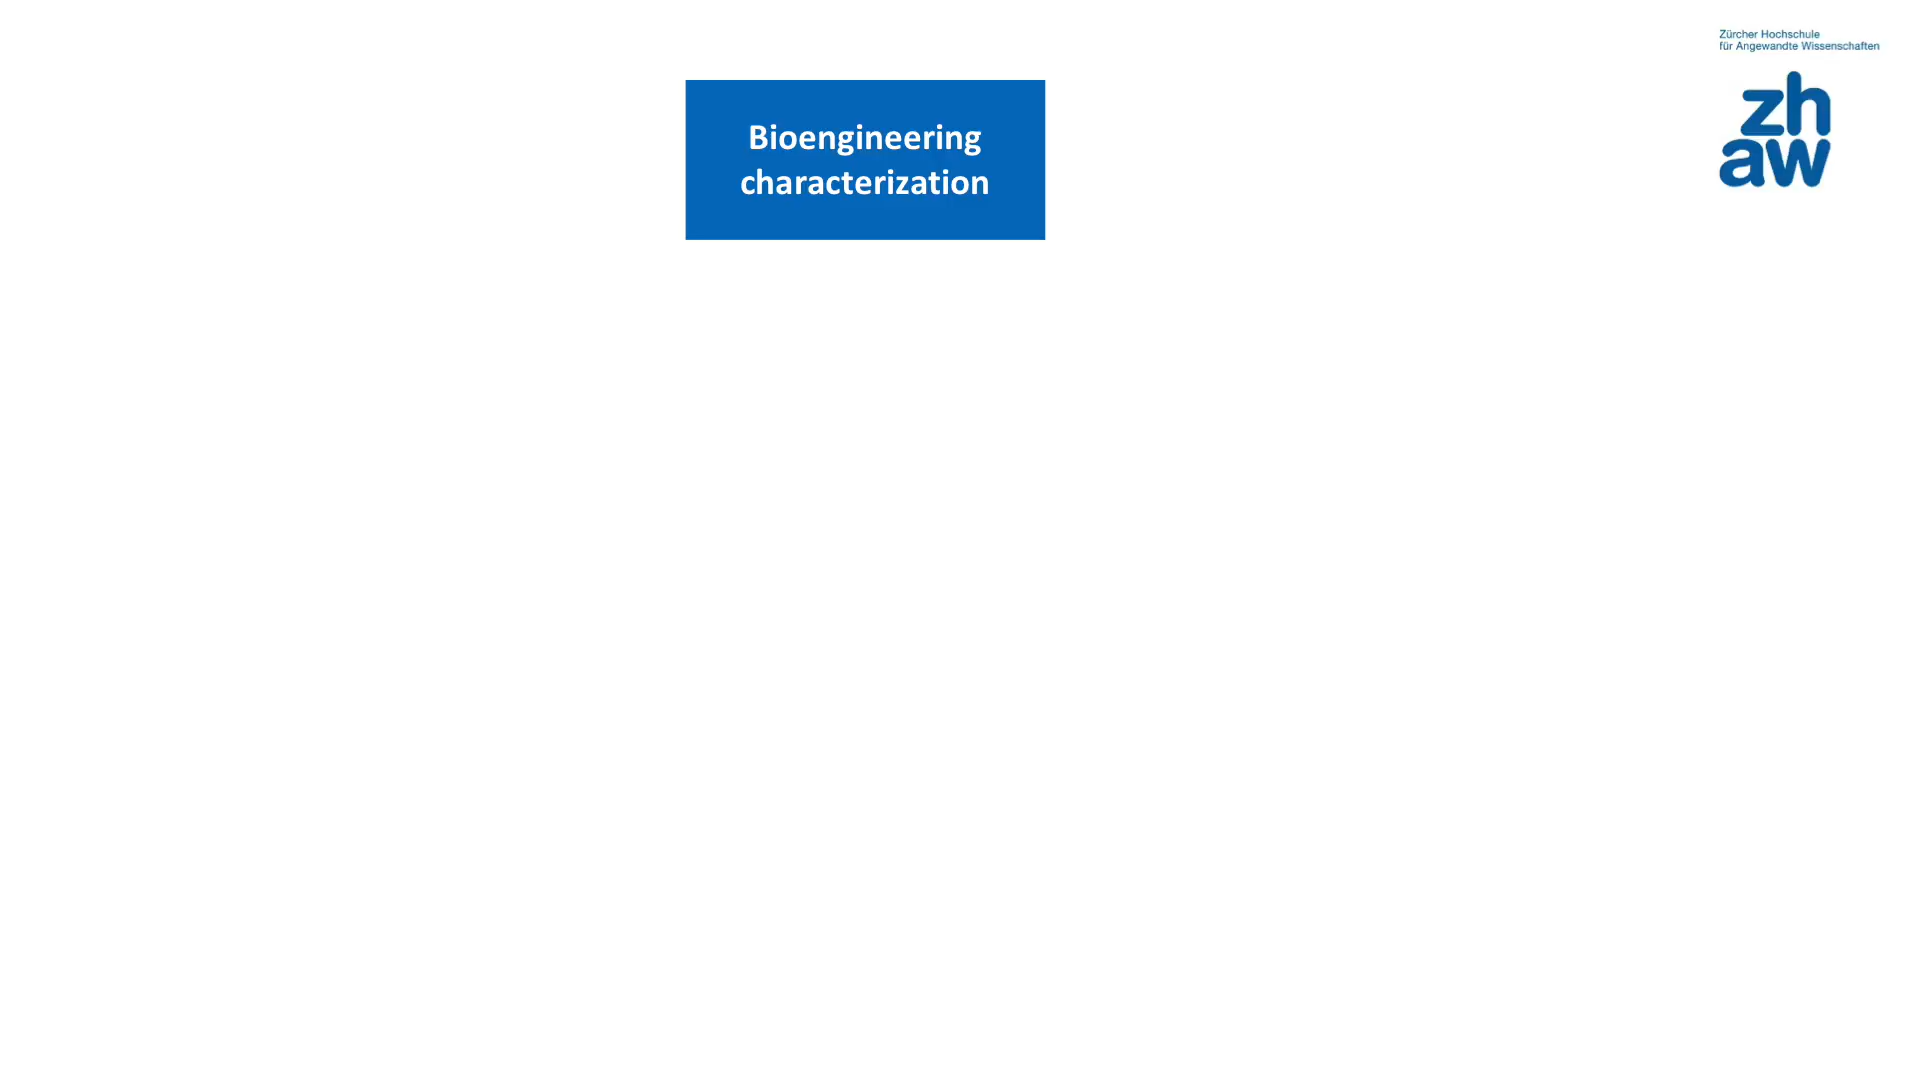 Zürcher Hochschule
für Angewandte Wissenschaften
zh
aw
Bioengineering
characterization